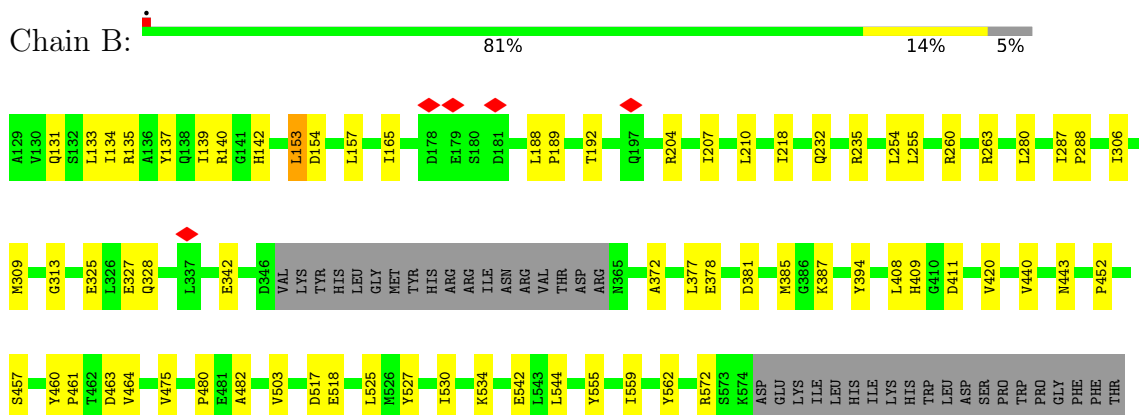 Chain B:
81% 14% 5%
A129 V130 Q131 S132 L133 I134 R135 A136 Y137 Q138 I139 R140 G141 H142 L153 D154 L157 I165 D178 E179 S180 D181 L188 P189 T192 Q197 R204 I207 L210 I218 Q232 R235 L254 L255 R260 R263 L280 I287 P288 I306
M309 G313 E325 L326 E327 Q328 L337 E342 D346 VAL LYS TYR HIS LEU GLY MET TYR HIS ARG ARG ILE ASN ARG VAL THR ASP ARG N365 A372 L377 E378 D381 M385 G386 K387 Y394 L408 H409 G410 D411 V420 V440 N443 P452
S457 Y460 P461 T462 D463 V464 V475 P480 E481 A482 V503 D517 E518 L525 M526 Y527 I530 K534 E542 L543 L544 Y555 I559 Y562 R572 S573 K574 ASP GLU LYS ILE LEU HIS ILE LYS HIS TRP LEU ASP SER PRO TRP PRO GLY PHE PHE THR